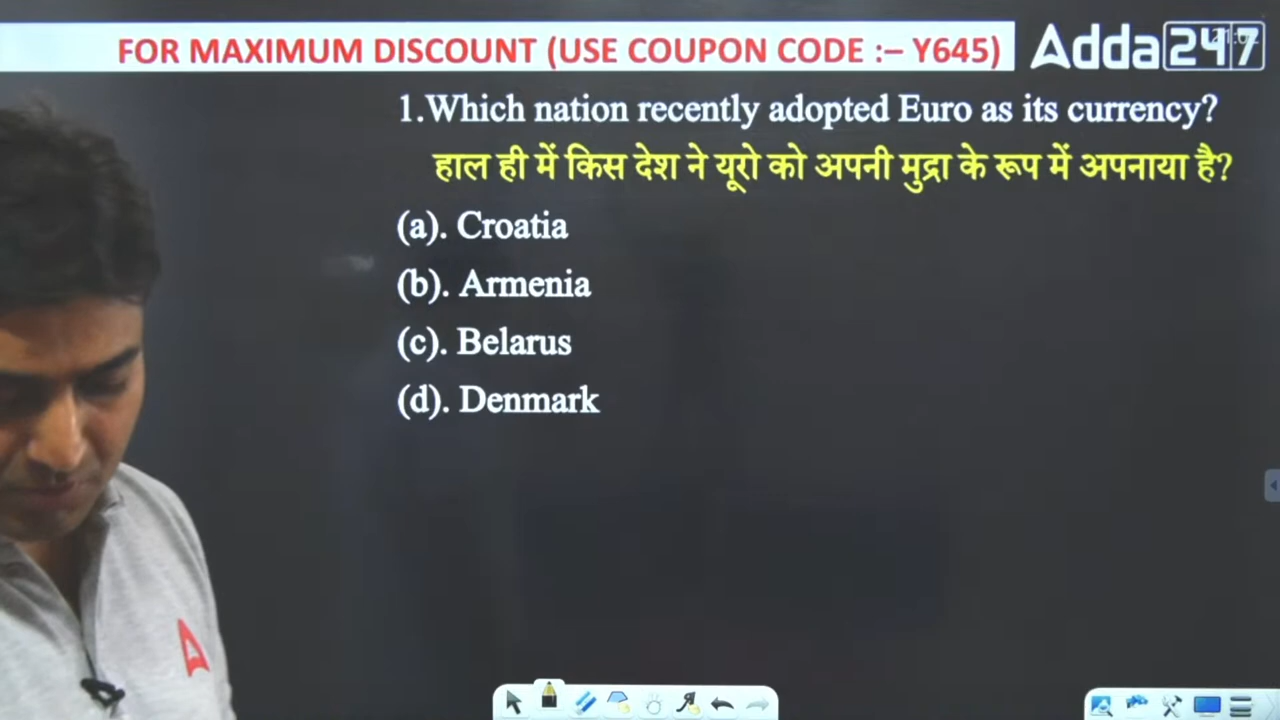 FOR MAXIMUM DISCOUNT (USE COUPON CODE :– Y645)
Adda247
1.Which nation recently adopted Euro as its currency?
हाल ही में किस देश ने यूरो को अपनी मुद्रा के रूप में अपनाया है?
(a). Croatia
(b). Armenia
(c). Belarus
(d). Denmark